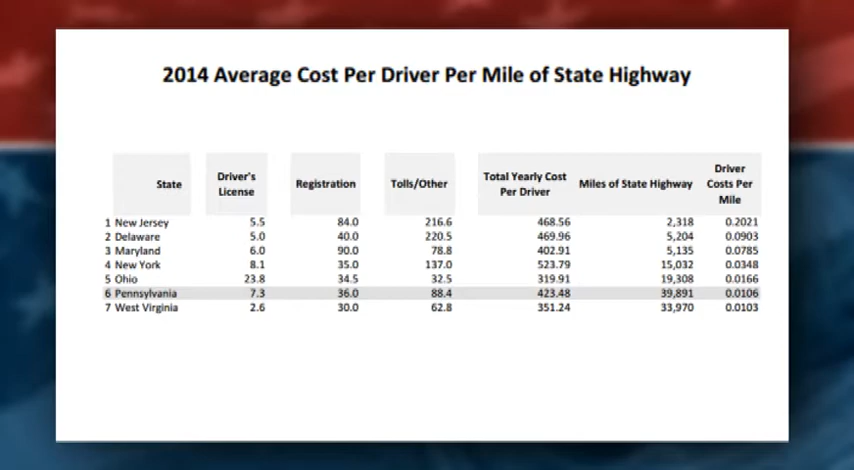 2014 Average Cost Per Driver Per Mile of State Highway
State Driver's License Registration Tolls/Other Total Yearly Cost Per Driver Miles of State Highway Driver Costs Per Mile
1 New Jersey 5.5 84.0 216.6 468.56 2,318 0.2021
2 Delaware 5.0 40.0 220.5 469.96 5,204 0.0903
3 Maryland 6.0 90.0 78.8 402.91 5,135 0.0785
4 New York 8.1 35.0 137.0 523.79 15,032 0.0348
5 Ohio 23.8 34.5 32.5 319.91 19,308 0.0166
6 Pennsylvania 7.3 36.0 88.4 423.48 39,891 0.0106
7 West Virginia 2.6 30.0 62.8 351.24 33,970 0.0103